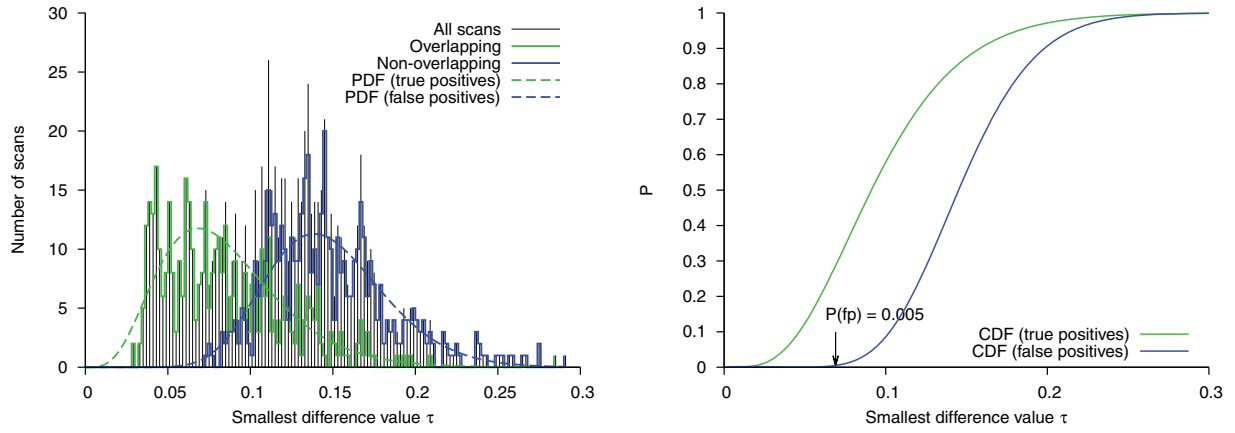 30
25
20
15
10
5
0
Number of scans
All scans
Overlapping
Non-overlapping
PDF (true positives)
PDF (false positives)
0 0.05 0.1 0.15 0.2 0.25 0.3
Smallest difference value τ
1
0.9
0.8
0.7
0.6
0.5
0.4
0.3
0.2
0.1
0
P
P(fp) = 0.005
CDF (true positives)
CDF (false positives)
0 0.1 0.2 0.3
Smallest difference value τ